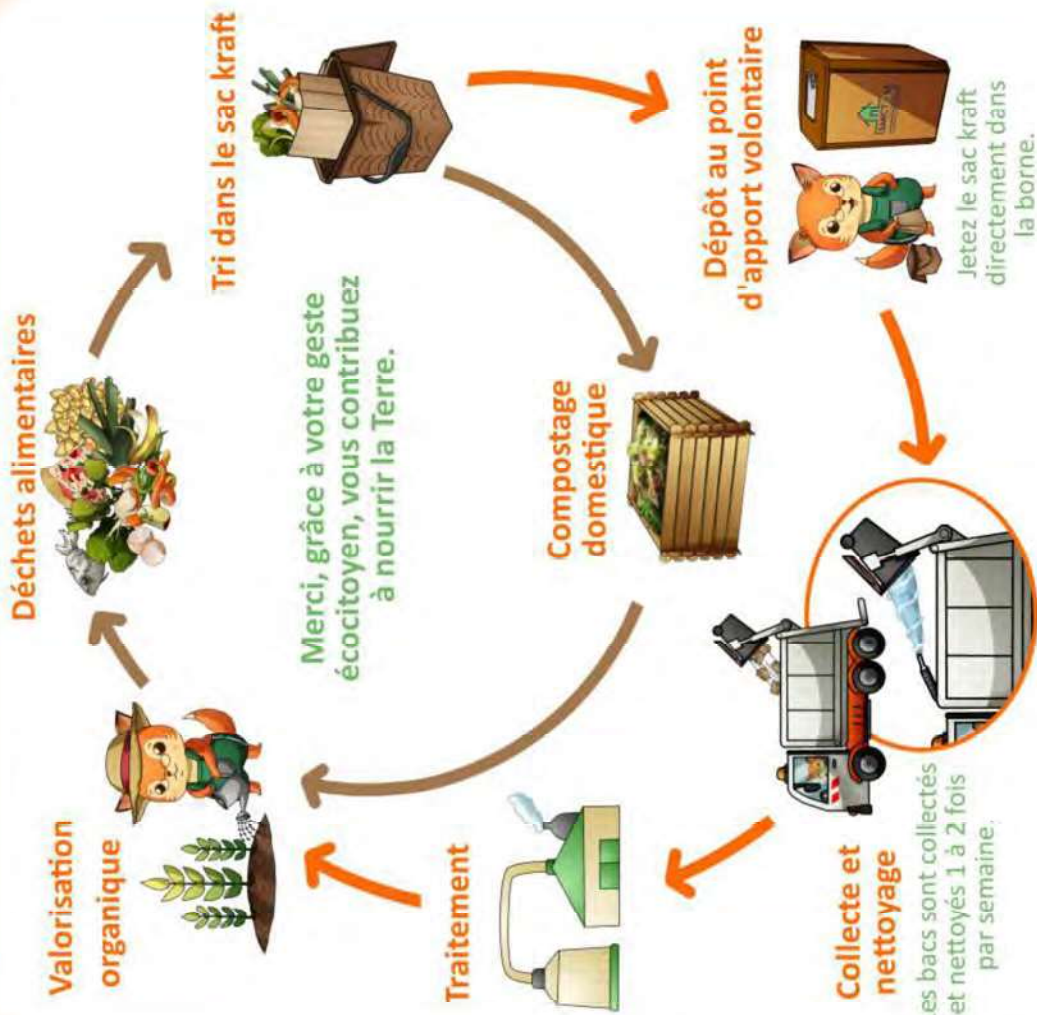 Déchets alimentaires
Tri dans le sac kraft
Dépôt au point
d'apport volontaire
Jetez le sac kraft
directement dans
la borne.
Collecte et
nettoyage
es bacs sont collectés
et nettoyés 1 à 2 fois
par semaine.
Traitement
Valorisation
organique
Compostage
domestique
Merci, grâce à votre geste
écocitoyen, vous contribuez
à nourrir la Terre.